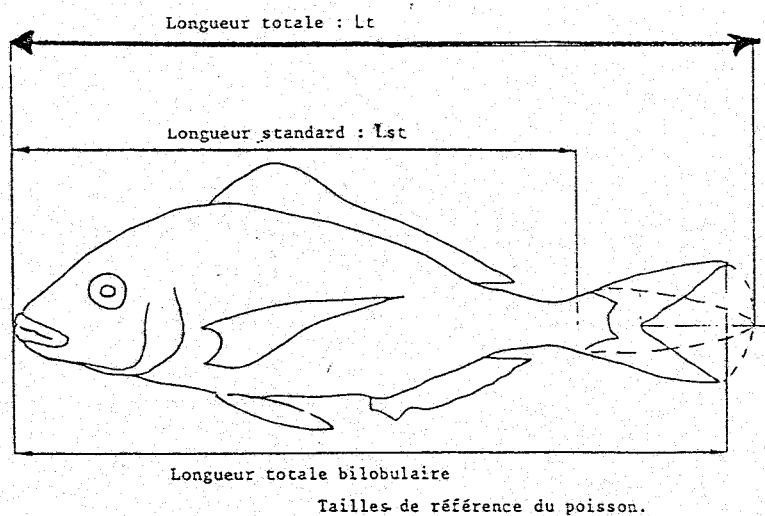 Longueur totale : Lt
Longueur standard : Lst
Longueur totale bilobulaire
Tailles de référence du poisson.